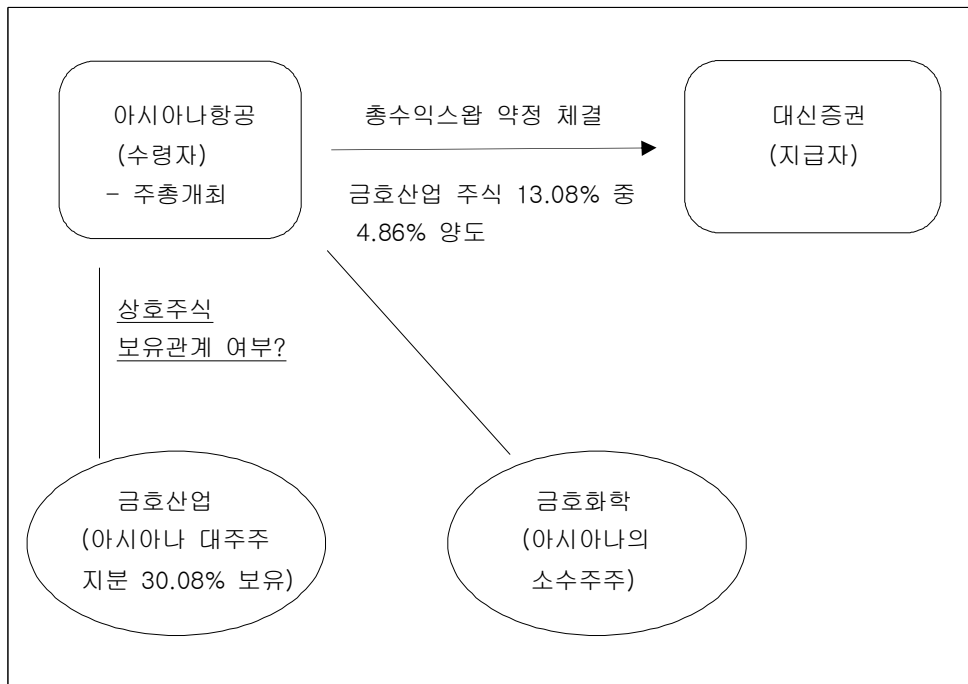 아시아나항공
(수령자)
- 주총개최
총수익스왑 약정 체결
금호산업 주식 13.08% 중
4.86% 양도
대신증권
(지급자)
상호주식
보유관계 여부?
금호산업
(아시아나 대주주
지분 30.08% 보유)
금호화학
(아시아나의
소수주주)